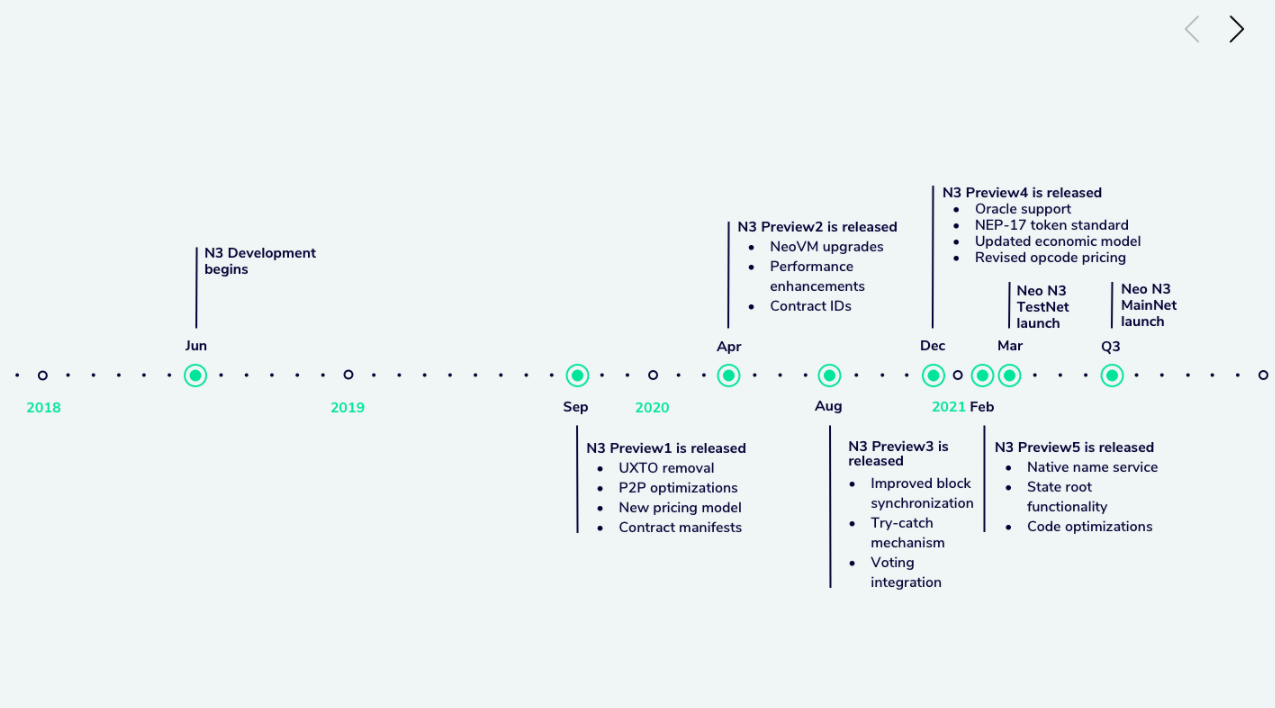 N3 Development
begins
Jun
N3 Preview2 is released
• NeoVM upgrades
• Performance
enhancements
• Contract IDs
Apr
N3 Preview4 is released
• Oracle support
• NEP-17 token standard
• Updated economic model
• Revised opcode pricing
Dec
Neo N3
TestNet
launch
Mar
Neo N3
MainNet
launch
Q3
2018
2019
Sep
2020
Aug
2021
Feb
N3 Preview1 is released
• UXTO removal
• P2P optimizations
• New pricing model
• Contract manifests
N3 Preview3 is
released
• Improved block
synchronization
• Try-catch
mechanism
• Voting
integration
N3 Preview5 is released
• Native name service
• State root
functionality
• Code optimizations